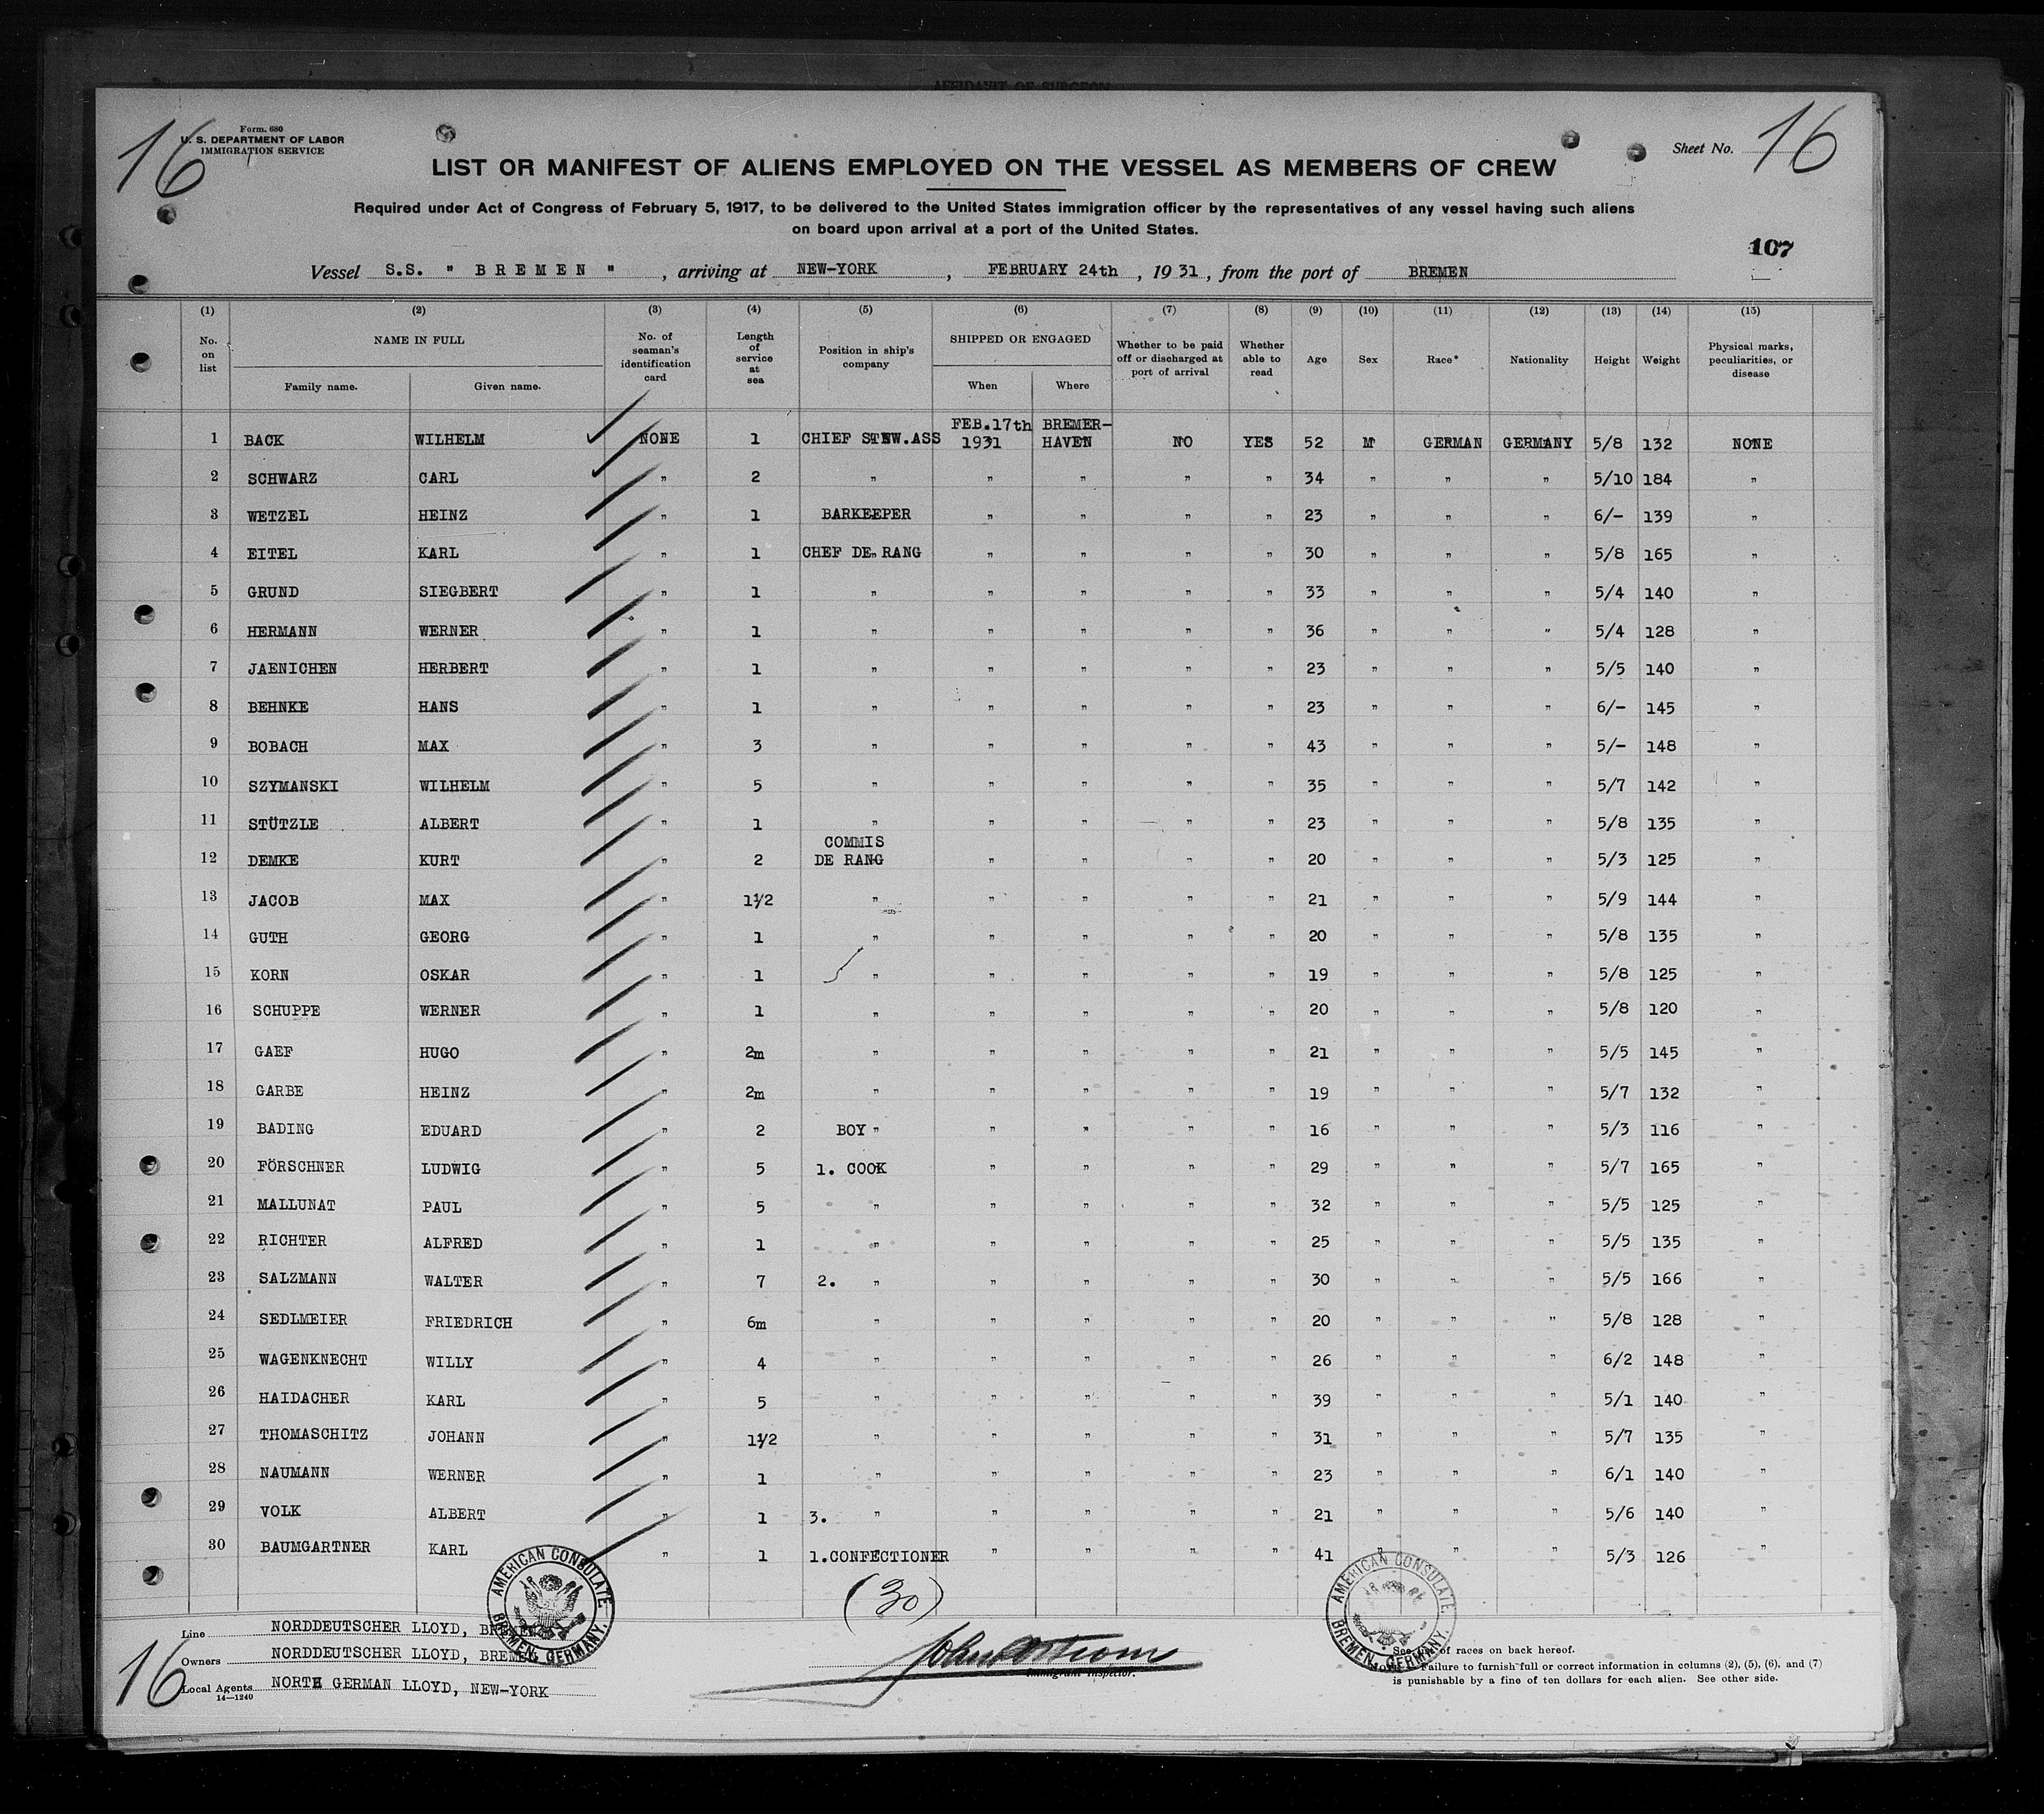 AFFIDAVIT OF SURGEON
16
Form. 680
U. S. DEPARTMENT OF LABOR
IMMIGRATION SERVICE
Sheet No. 16
LIST OR MANIFEST OF ALIENS EMPLOYED ON THE VESSEL AS MEMBERS OF CREW
Required under Act of Congress of February 5, 1917, to be delivered to the United States immigration officer by the representatives of any vessel having such aliens
on board upon arrival at a port of the United States.
107
Vessel S.S. " BREMEN " , arriving at NEW-YORK , FEBRUARY 24th , 1931 , from the port of BREMEN
(1) (2) (3) (4) (5) (6) (7) (8) (9) (10) (11) (12) (13) (14) (15)
No. on list NAME IN FULL Family name. Given name. No. of seaman's identification card Length of service at sea Position in ship's company SHIPPED OR ENGAGED When Where Whether to be paid off or discharged at port of arrival Whether able to read Age Sex Race* Nationality Height Weight Physical marks, peculiarities, or disease
1 BACK WILHELM NONE 1 CHIEF STEW.ASS FEB.17th 1931 BREMER-HAVEN NO YES 52 M GERMAN GERMANY 5/8 132 NONE
2 SCHWARZ CARL " 2 " " " " " 34 " " " 5/10 184 "
3 WETZEL HEINZ " 1 BARKEEPER " " " " 23 " " " 6/- 139 "
4 EITEL KARL " 1 CHEF DE RANG " " " " 30 " " " 5/8 165 "
5 GRUND SIEGBERT " 1 " " " " " 33 " " " 5/4 140 "
6 HERMANN WERNER " 1 " " " " " 36 " " " 5/4 128 "
7 JAENICHEN HERBERT " 1 " " " " " 23 " " " 5/5 140 "
8 BEHNKE HANS " 1 " " " " " 23 " " " 6/- 145 "
9 BOBACH MAX " 3 " " " " " 43 " " " 5/- 148 "
10 SZYMANSKI WILHELM " 5 " " " " " 35 " " " 5/7 142 "
11 STÜTZLE ALBERT " 1 " " " " " 23 " " " 5/8 135 "
12 DEMKE KURT " 2 COMMIS DE RANG " " " " 20 " " " 5/3 125 "
13 JACOB MAX " 1½ " " " " " 21 " " " 5/9 144 "
14 GUTH GEORG " 1 " " " " " 20 " " " 5/8 135 "
15 KORN OSKAR " 1 " " " " " 19 " " " 5/8 125 "
16 SCHUPPE WERNER " 1 " " " " " 20 " " " 5/8 120 "
17 GAEF HUGO " 2m " " " " " 21 " " " 5/5 145 "
18 GARBE HEINZ " 2m " " " " " 19 " " " 5/7 132 "
19 BADING EDUARD " 2 BOY " " " " " 16 " " " 5/3 116 "
20 FÖRSCHNER LUDWIG " 5 1. COOK " " " " 29 " " " 5/7 165 "
21 MALLUNAT PAUL " 5 " " " " " 32 " " " 5/5 125 "
22 RICHTER ALFRED " 1 " " " " " 25 " " " 5/5 135 "
23 SALZMANN WALTER " 7 2. " " " " " 30 " " " 5/5 166 "
24 SEDLMEIER FRIEDRICH " 6m " " " " " 20 " " " 5/8 128 "
25 WAGENKNECHT WILLY " 4 " " " " " 26 " " " 6/2 148 "
26 HAIDACHER KARL " 5 " " " " " 39 " " " 5/1 140 "
27 THOMASCHITZ JOHANN " 1½ " " " " " 31 " " " 5/7 135 "
28 NAUMANN WERNER " 1 " " " " " 23 " " " 6/1 140 "
29 VOLK ALBERT " 1 3. " " " " " 21 " " " 5/6 140 "
30 BAUMGARTNER KARL " 1 1.CONFECTIONER " " " " 41 " " " 5/3 126 "
(30)
AMERICAN CONSULATE BREMEN, GERMANY.
AMERICAN CONSULATE BREMEN, GERMANY.
Line NORDDEUTSCHER LLOYD, BREMEN
Owners NORDDEUTSCHER LLOYD, BREMEN
Local Agents NORTH GERMAN LLOYD, NEW-YORK
14—1240
16
Immigrant Inspector.
See list of races on back hereof.
Failure to furnish full or correct information in columns (2), (5), (6), and (7)
is punishable by a fine of ten dollars for each alien. See other side.